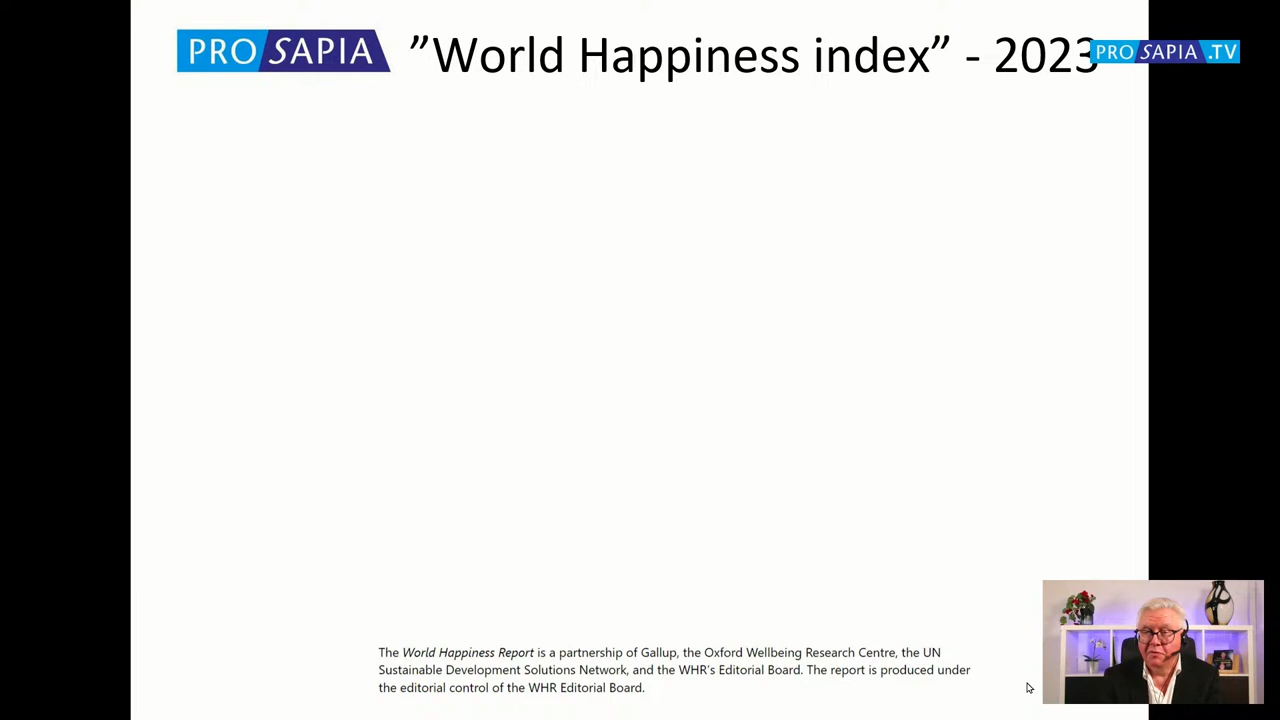 PRO SAPIA
”World Happiness index” - 2023
PRO SAPIA .TV
The World Happiness Report is a partnership of Gallup, the Oxford Wellbeing Research Centre, the UN
Sustainable Development Solutions Network, and the WHR's Editorial Board. The report is produced under
the editorial control of the WHR Editorial Board.